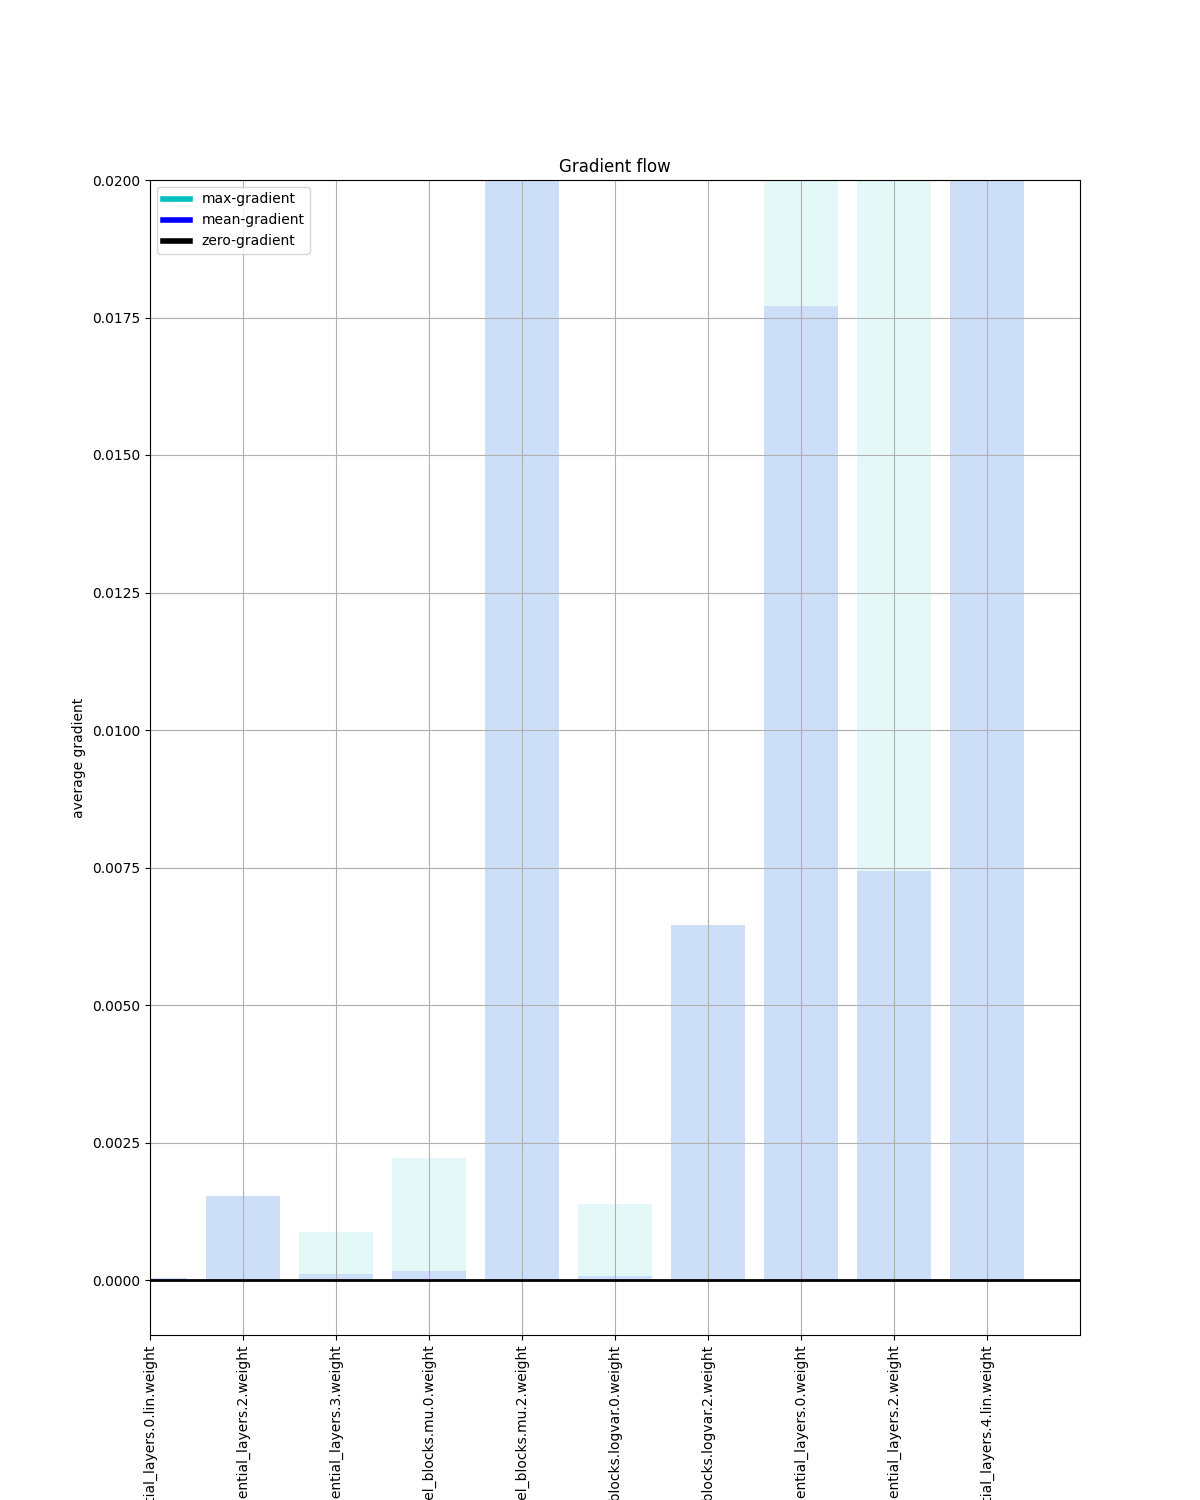 Gradient flow
max-gradient
mean-gradient
zero-gradient
0.0200
0.0175
0.0150
0.0125
0.0100
0.0075
0.0050
0.0025
0.0000
average gradient
tial_layers.0.lin.weight
ential_layers.2.weight
ential_layers.3.weight
el_blocks.mu.0.weight
el_blocks.mu.2.weight
blocks.logvar.0.weight
blocks.logvar.2.weight
ential_layers.0.weight
ential_layers.2.weight
tial_layers.4.lin.weight